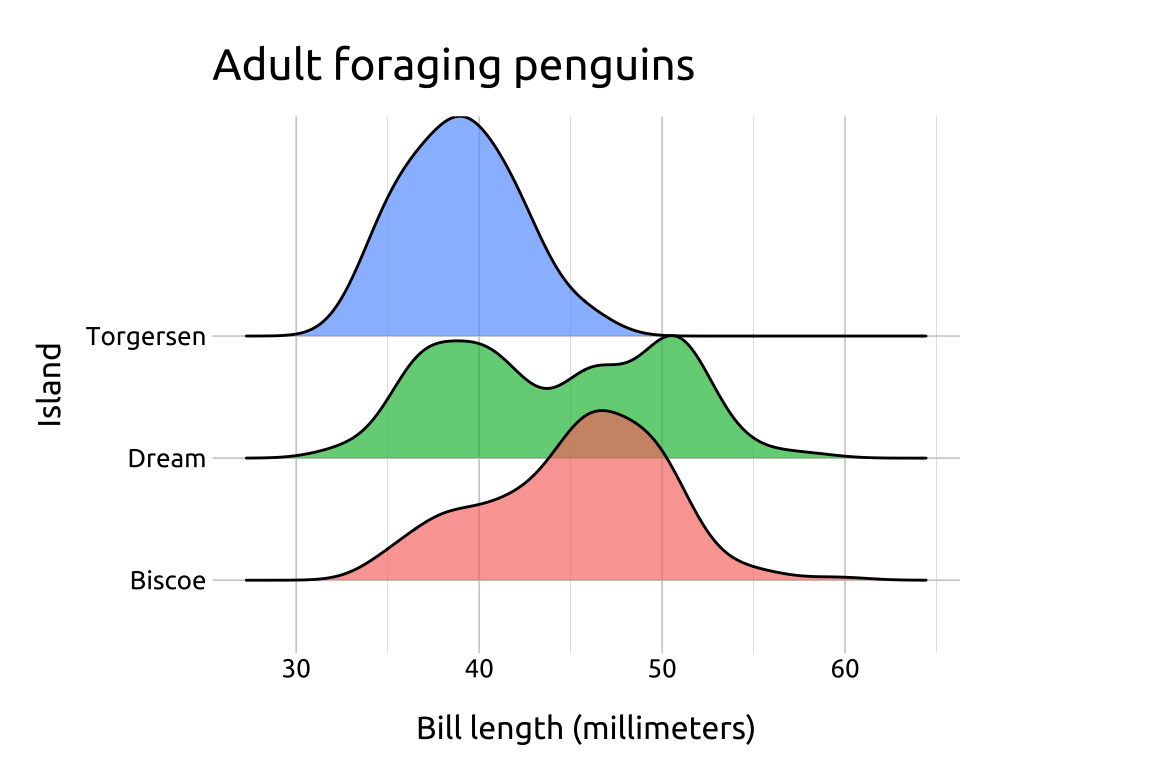 Adult foraging penguins
Island
Torgersen
Dream
Biscoe
30 40 50 60
Bill length (millimeters)